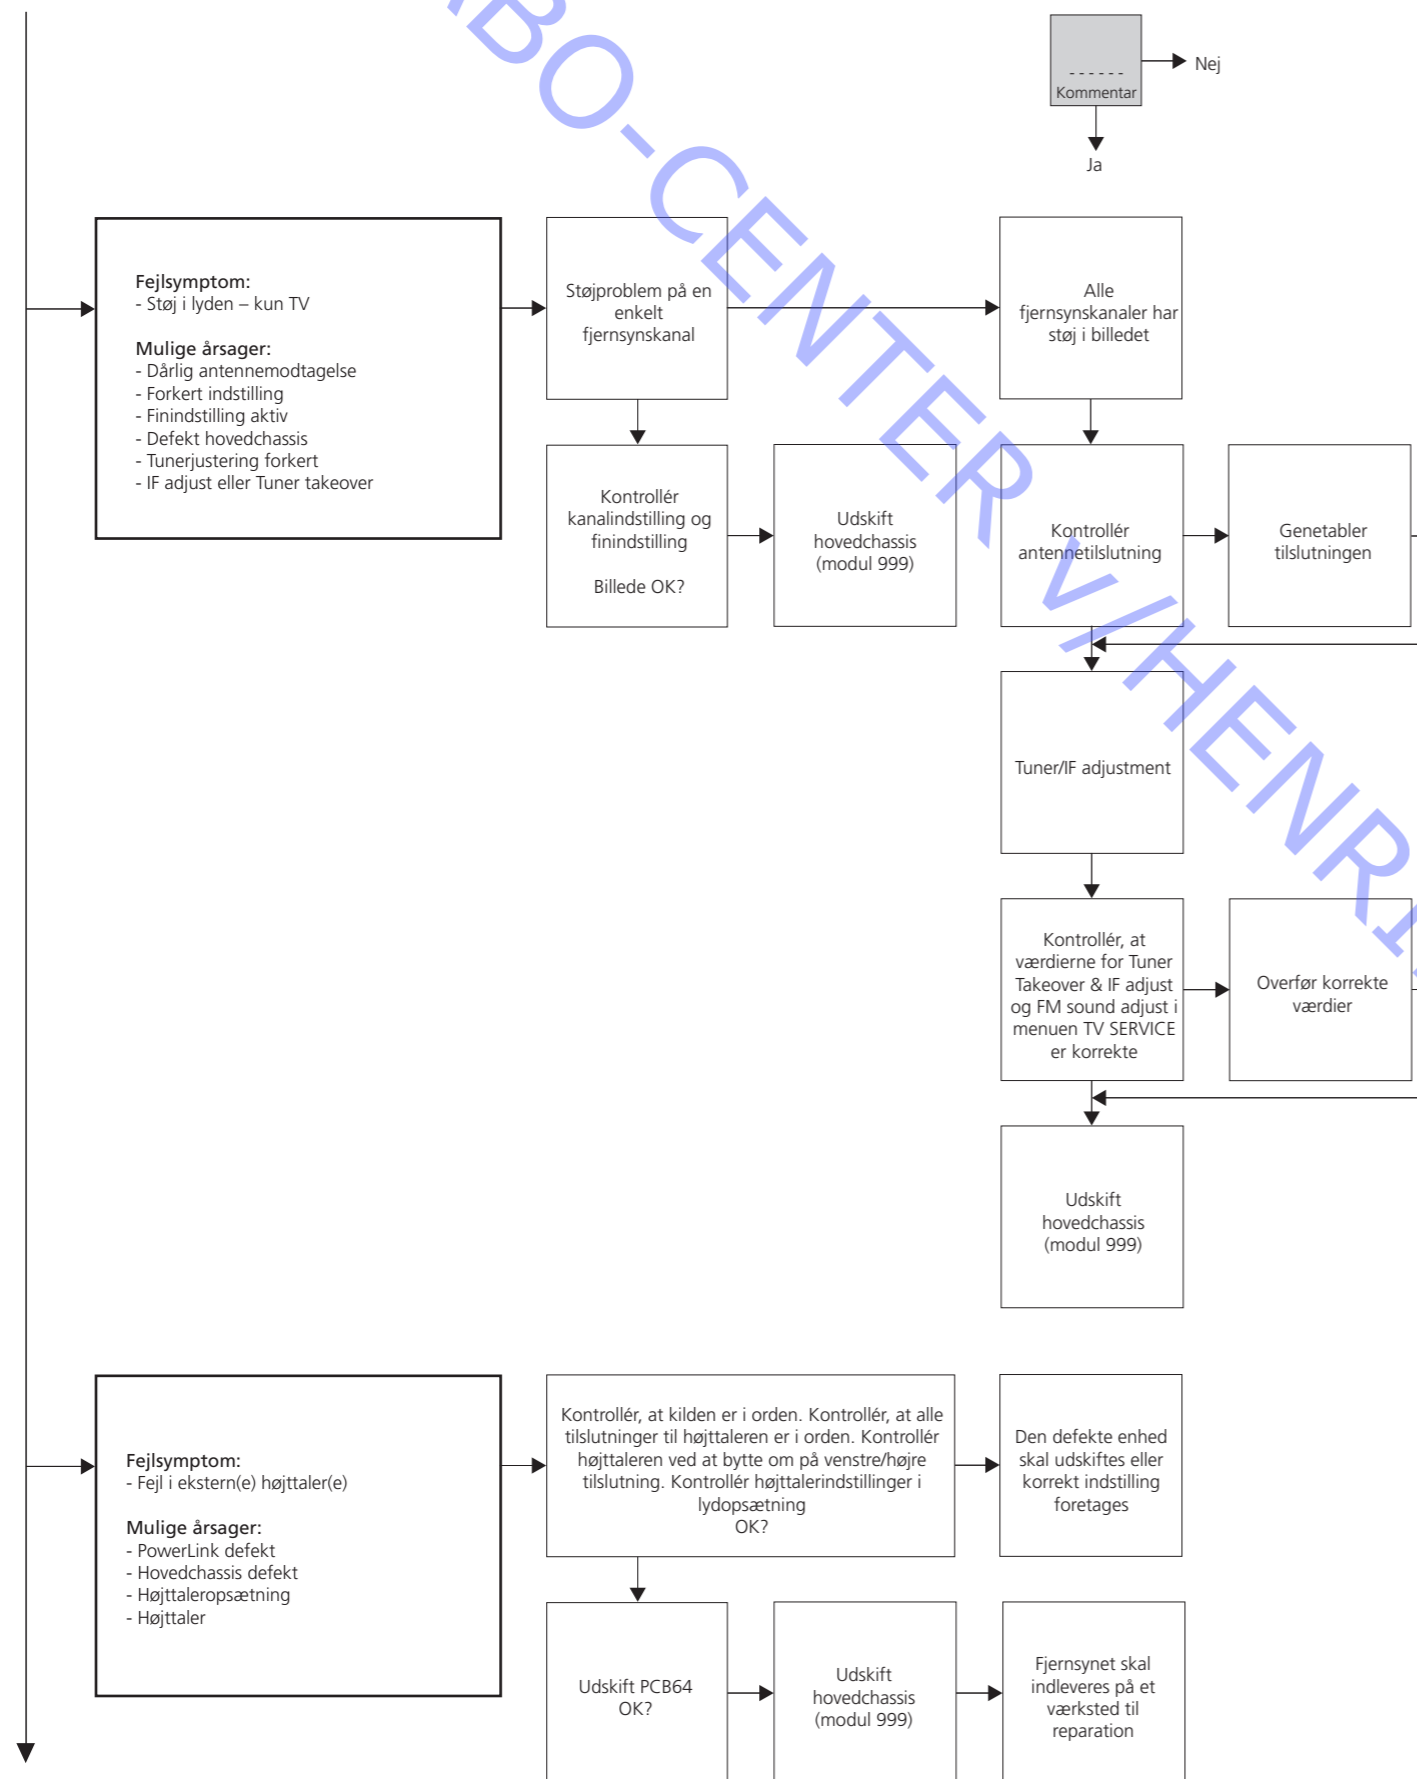 - - - - - -
Kommentar
Nej
Ja
Fejlsymptom:
- Støj i lyden – kun TV
Mulige årsager:
- Dårlig antennemodtagelse
- Forkert indstilling
- Finindstilling aktiv
- Defekt hovedchassis
- Tunerjustering forkert
- IF adjust eller Tuner takeover
Støjproblem på en
enkelt
fjernsynskanal
Alle
fjernsynskanaler har
støj i billedet
Kontrollér
kanalindstilling og
finindstilling
Billede OK?
Udskift
hovedchassis
(modul 999)
Kontrollér
antennetilslutning
Genetabler
tilslutningen
Tuner/IF adjustment
Kontrollér, at
værdierne for Tuner
Takeover & IF adjust
og FM sound adjust i
menuen TV SERVICE
er korrekte
Overfør korrekte
værdier
Udskift
hovedchassis
(modul 999)
Fejlsymptom:
- Fejl i ekstern(e) højttaler(e)
Mulige årsager:
- PowerLink defekt
- Hovedchassis defekt
- Højttaleropsætning
- Højttaler
Kontrollér, at kilden er i orden. Kontrollér, at alle
tilslutninger til højttaleren er i orden. Kontrollér
højttaleren ved at bytte om på venstre/højre
tilslutning. Kontrollér højttalerindstillinger i
lydopsætning
OK?
Den defekte enhed
skal udskiftes eller
korrekt indstilling
foretages
Udskift PCB64
OK?
Udskift
hovedchassis
(modul 999)
Fjernsynet skal
indleveres på et
værksted til
reparation
-CENTER v/